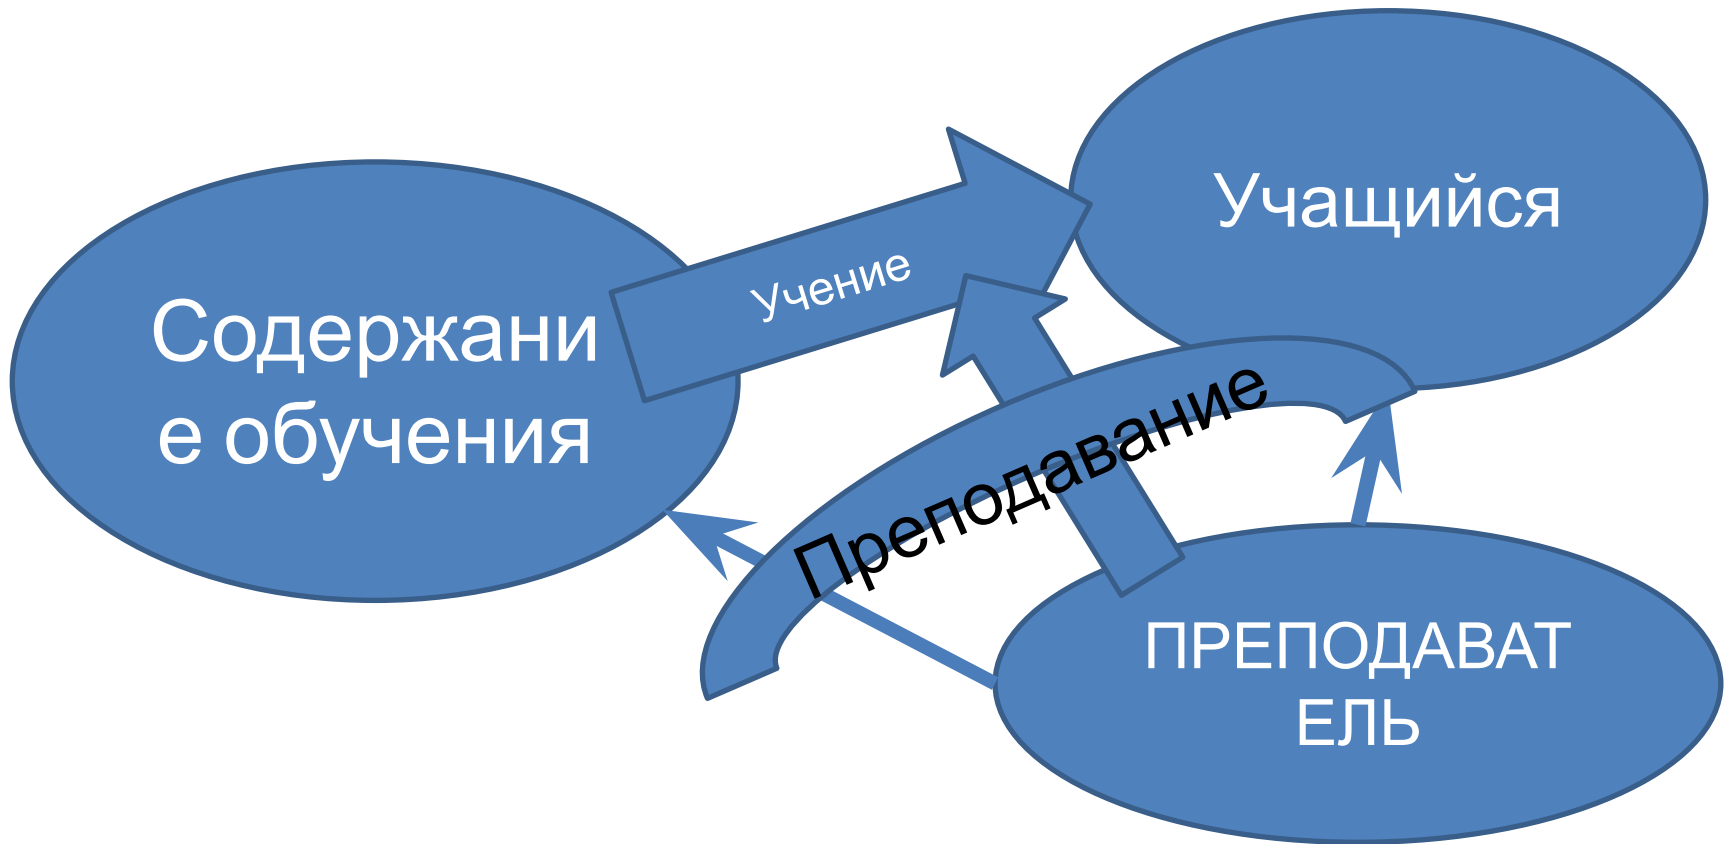 Учащийся
Учение
Содержани
е обучения
Преподавание
ПРЕПОДАВАТ
ЕЛЬ